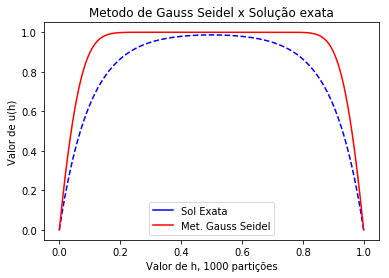 Metodo de Gauss Seidel x Solução exata
Valor de u(h)
1.0
0.8
0.6
0.4
0.2
0.0
Sol Exata
Met. Gauss Seidel
0.0 0.2 0.4 0.6 0.8 1.0
Valor de h, 1000 partições